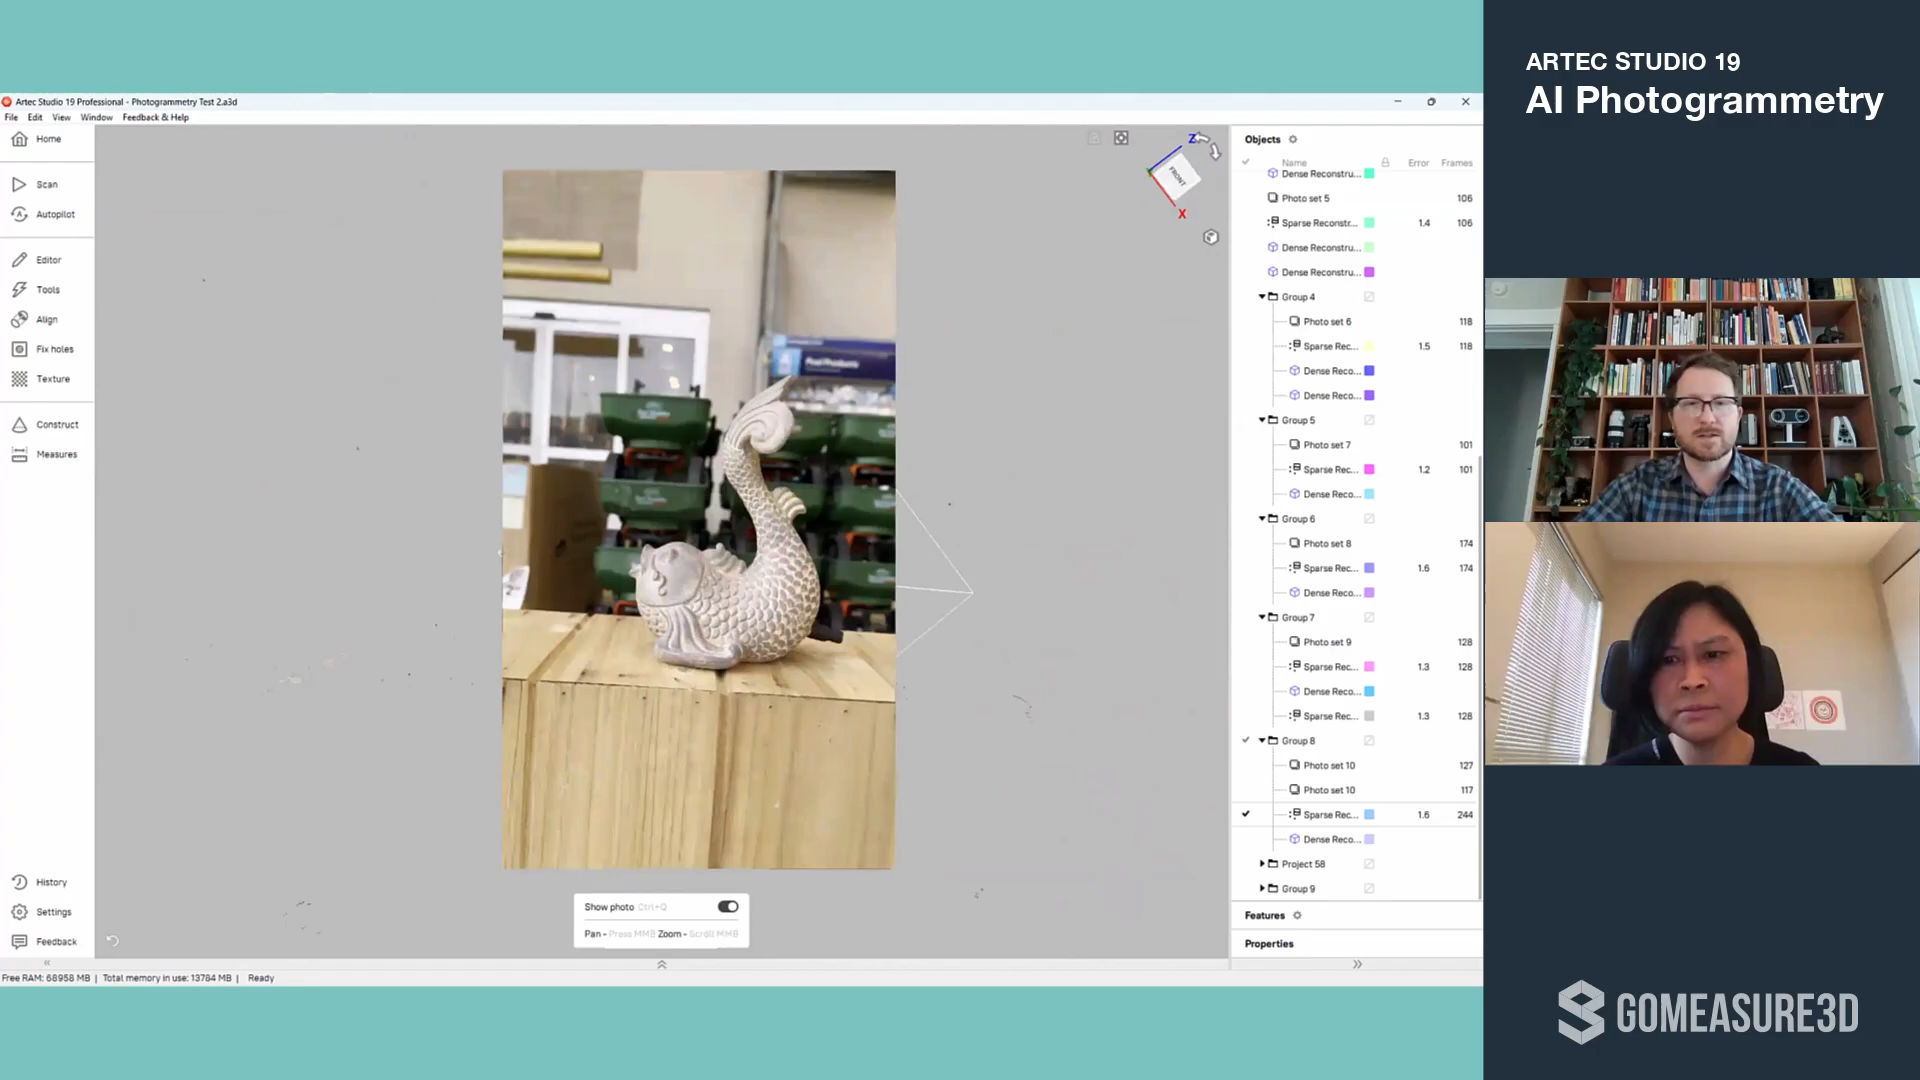 ARTEC STUDIO 19
AI Photogrammetry
Artec Studio 19 Professional - Photogrammetry Test 2.a3d
File Edit View Window Feedback & Help
Home
Scan
Autopilot
Editor
Tools
Align
Fix holes
Texture
Construct
Measures
History
Settings
Feedback
Z
FRONT
X
Show photo Ctrl+Q
Pan - Press MMB Zoom - Scroll MMB
Objects
Name Error Frames
Dense Reconstru...
Photo set 5 106
Sparse Reconstr... 1.4 106
Dense Reconstru...
Dense Reconstru...
Group 4
Photo set 6 118
Sparse Rec... 1.5 118
Dense Reco...
Dense Reco...
Group 5
Photo set 7 101
Sparse Rec... 1.2 101
Dense Reco...
Group 6
Photo set 8 174
Sparse Rec... 1.6 174
Dense Reco...
Group 7
Photo set 9 128
Sparse Rec... 1.3 128
Dense Reco...
Sparse Rec... 1.3 128
Group 8
Photo set 10 127
Photo set 10 117
Sparse Rec... 1.6 244
Dense Reco...
Project 58
Group 9
Features
Properties
Free RAM: 68958 MB | Total memory in use: 13784 MB | Ready
GOMEASURE3D